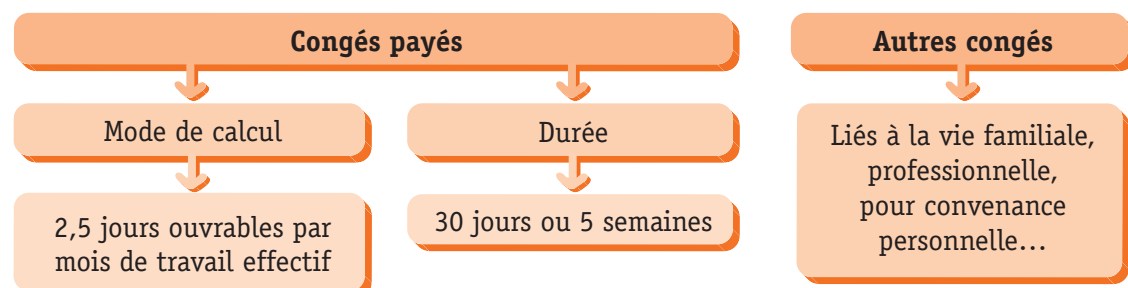 Congés payés
Autres congés
Mode de calcul
Durée
2,5 jours ouvrables par
mois de travail effectif
30 jours ou 5 semaines
Liés à la vie familiale,
professionnelle,
pour convenance
personnelle…